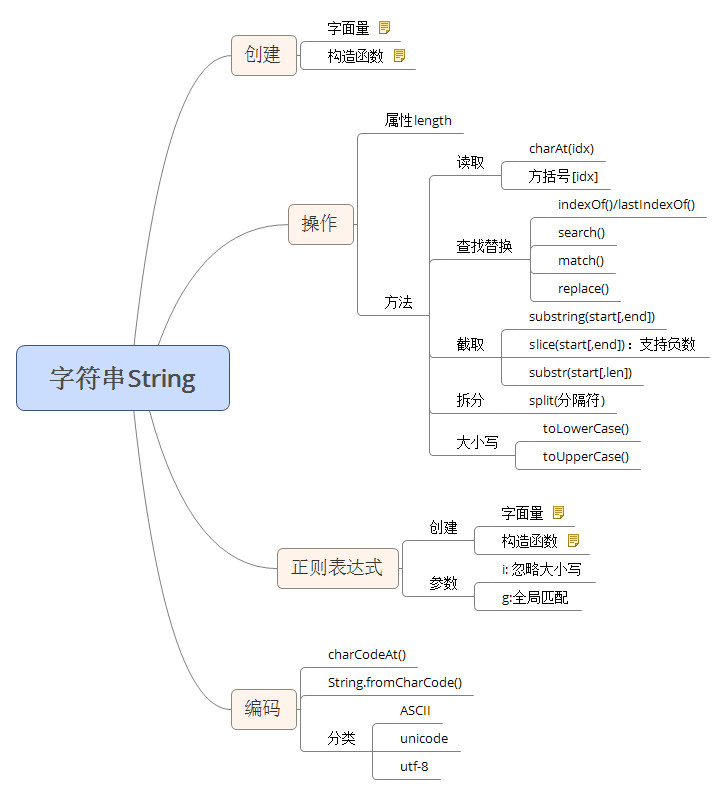 字符串String
创建
字面量
构造函数
操作
属性length
方法
读取
charAt(idx)
方括号[idx]
查找替换
indexOf()/lastIndexOf()
search()
match()
replace()
截取
substring(start[,end])
slice(start[,end])：支持负数
substr(start[,len])
拆分
split(分隔符)
大小写
toLowerCase()
toUpperCase()
正则表达式
创建
字面量
构造函数
参数
i: 忽略大小写
g:全局匹配
编码
charCodeAt()
String.fromCharCode()
分类
ASCII
unicode
utf-8